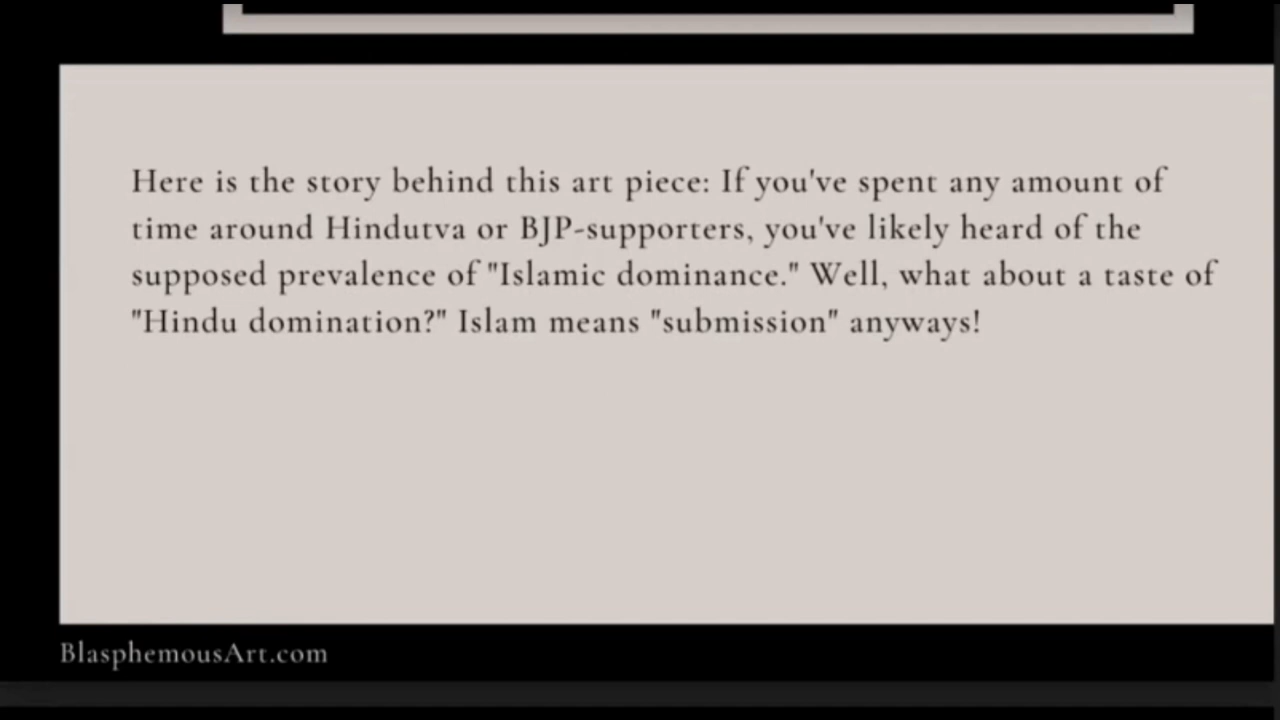 Here is the story behind this art piece: If you've spent any amount of
time around Hindutva or BJP-supporters, you've likely heard of the
supposed prevalence of "Islamic dominance." Well, what about a taste of
"Hindu domination?" Islam means "submission" anyways!
BlasphemousArt.com